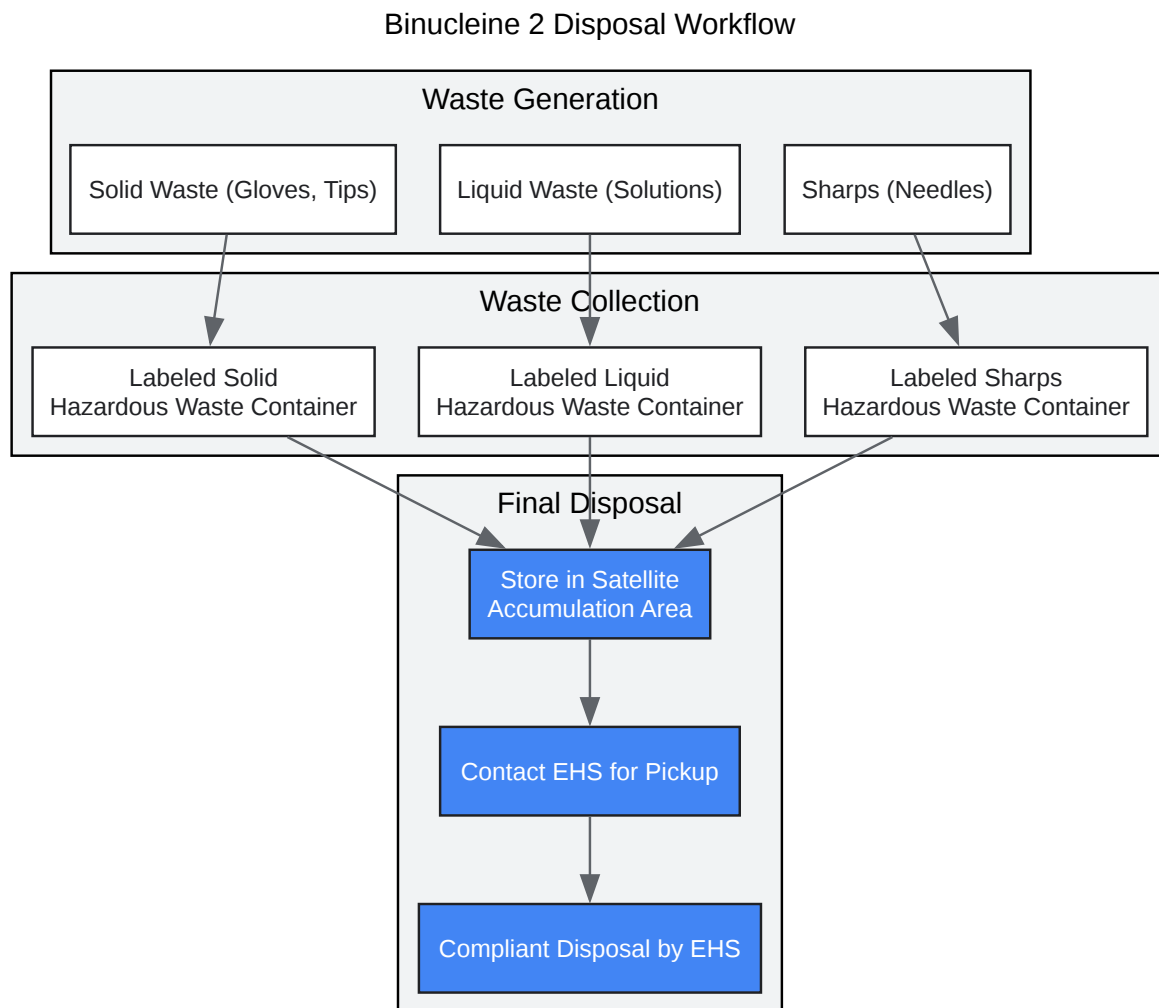 Binucleine 2 Disposal Workflow
Waste Generation
Solid Waste (Gloves, Tips)
Liquid Waste (Solutions)
Sharps (Needles)
Waste Collection
Labeled Solid
Hazardous Waste Container
Labeled Liquid
Hazardous Waste Container
Labeled Sharps
Hazardous Waste Container
Final Disposal
Store in Satellite
Accumulation Area
Contact EHS for Pickup
Compliant Disposal by EHS